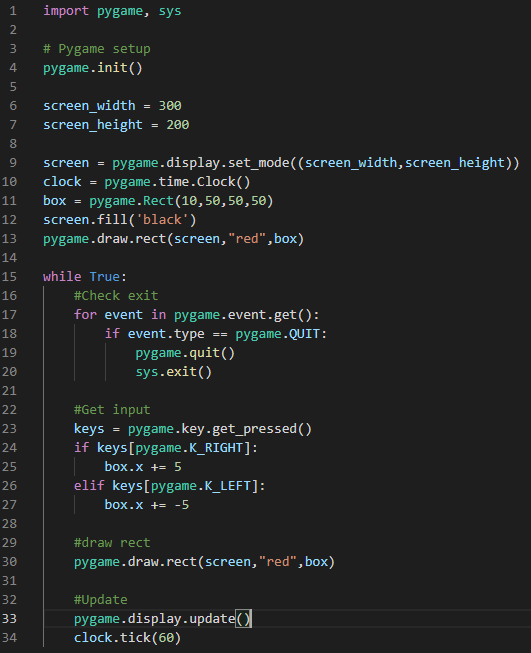 1 import pygame, sys
2
3 # Pygame setup
4 pygame.init()
5
6 screen_width = 300
7 screen_height = 200
8
9 screen = pygame.display.set_mode((screen_width,screen_height))
10 clock = pygame.time.Clock()
11 box = pygame.Rect(10,50,50,50)
12 screen.fill('black')
13 pygame.draw.rect(screen,"red",box)
14
15 while True:
16     #Check exit
17     for event in pygame.event.get():
18         if event.type == pygame.QUIT:
19             pygame.quit()
20             sys.exit()
21
22     #Get input
23     keys = pygame.key.get_pressed()
24     if keys[pygame.K_RIGHT]:
25         box.x += 5
26     elif keys[pygame.K_LEFT]:
27         box.x += -5
28
29     #draw rect
30     pygame.draw.rect(screen,"red",box)
31
32     #Update
33     pygame.display.update()
34     clock.tick(60)